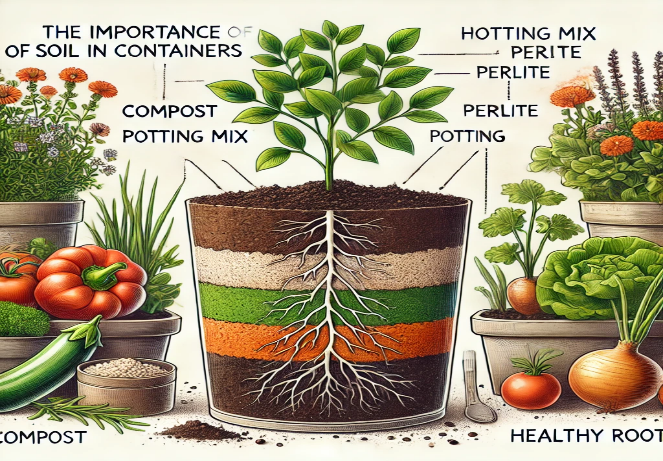 THE IMPORTANCE OF
OF SOIL IN CONTAINERS
COMPOST
POTTING MIX
HOTTING MIX
PERITE
PERLITE
PERLITE
POTTING
COMPOST
HEALTHY ROOT